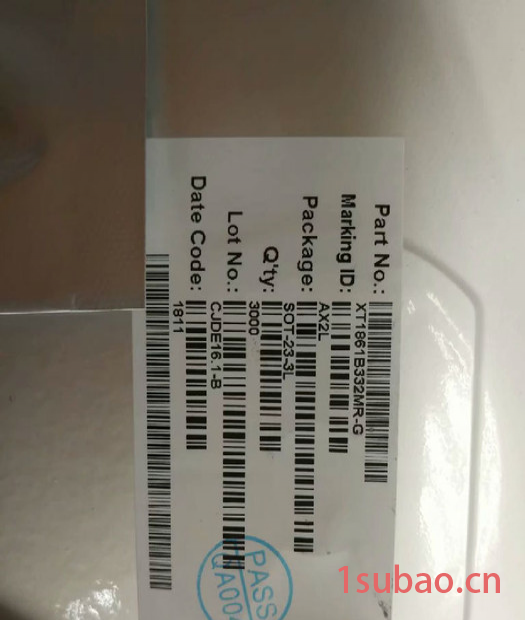 Part No.:
XT1861B332MR-G
Marking ID:
AX2L
Package:
SOT-23-3L
Q'ty:
3000
Lot No.:
CJDE16.1-B
Date Code:
1811
PASS
QA004
1subao.cn